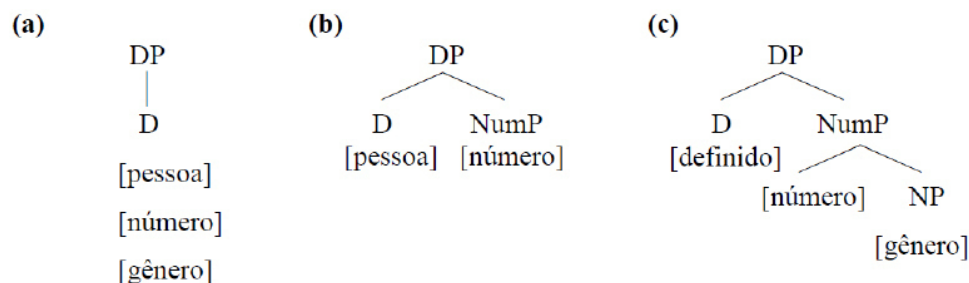 (a) (b) (c)
DP DP DP
D D NumP D NumP
[pessoa] [número] [definido]
[pessoa]
[número] NP
[número]
[gênero]
[gênero]